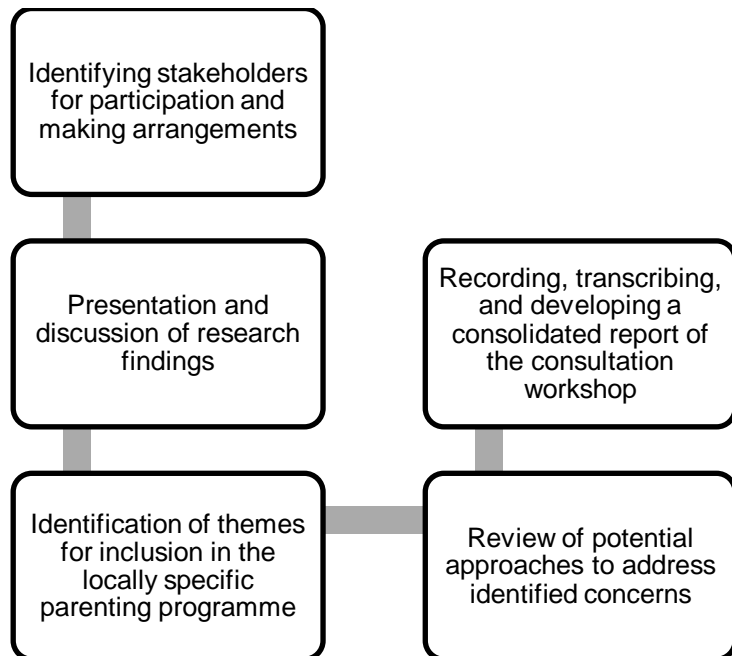 Identifying stakeholders
for participation and
making arrangements
Presentation and
discussion of research
findings
Identification of themes
for inclusion in the
locally specific
parenting programme
Review of potential
approaches to address
identified concerns
Recording, transcribing,
and developing a
consolidated report of
the consultation
workshop